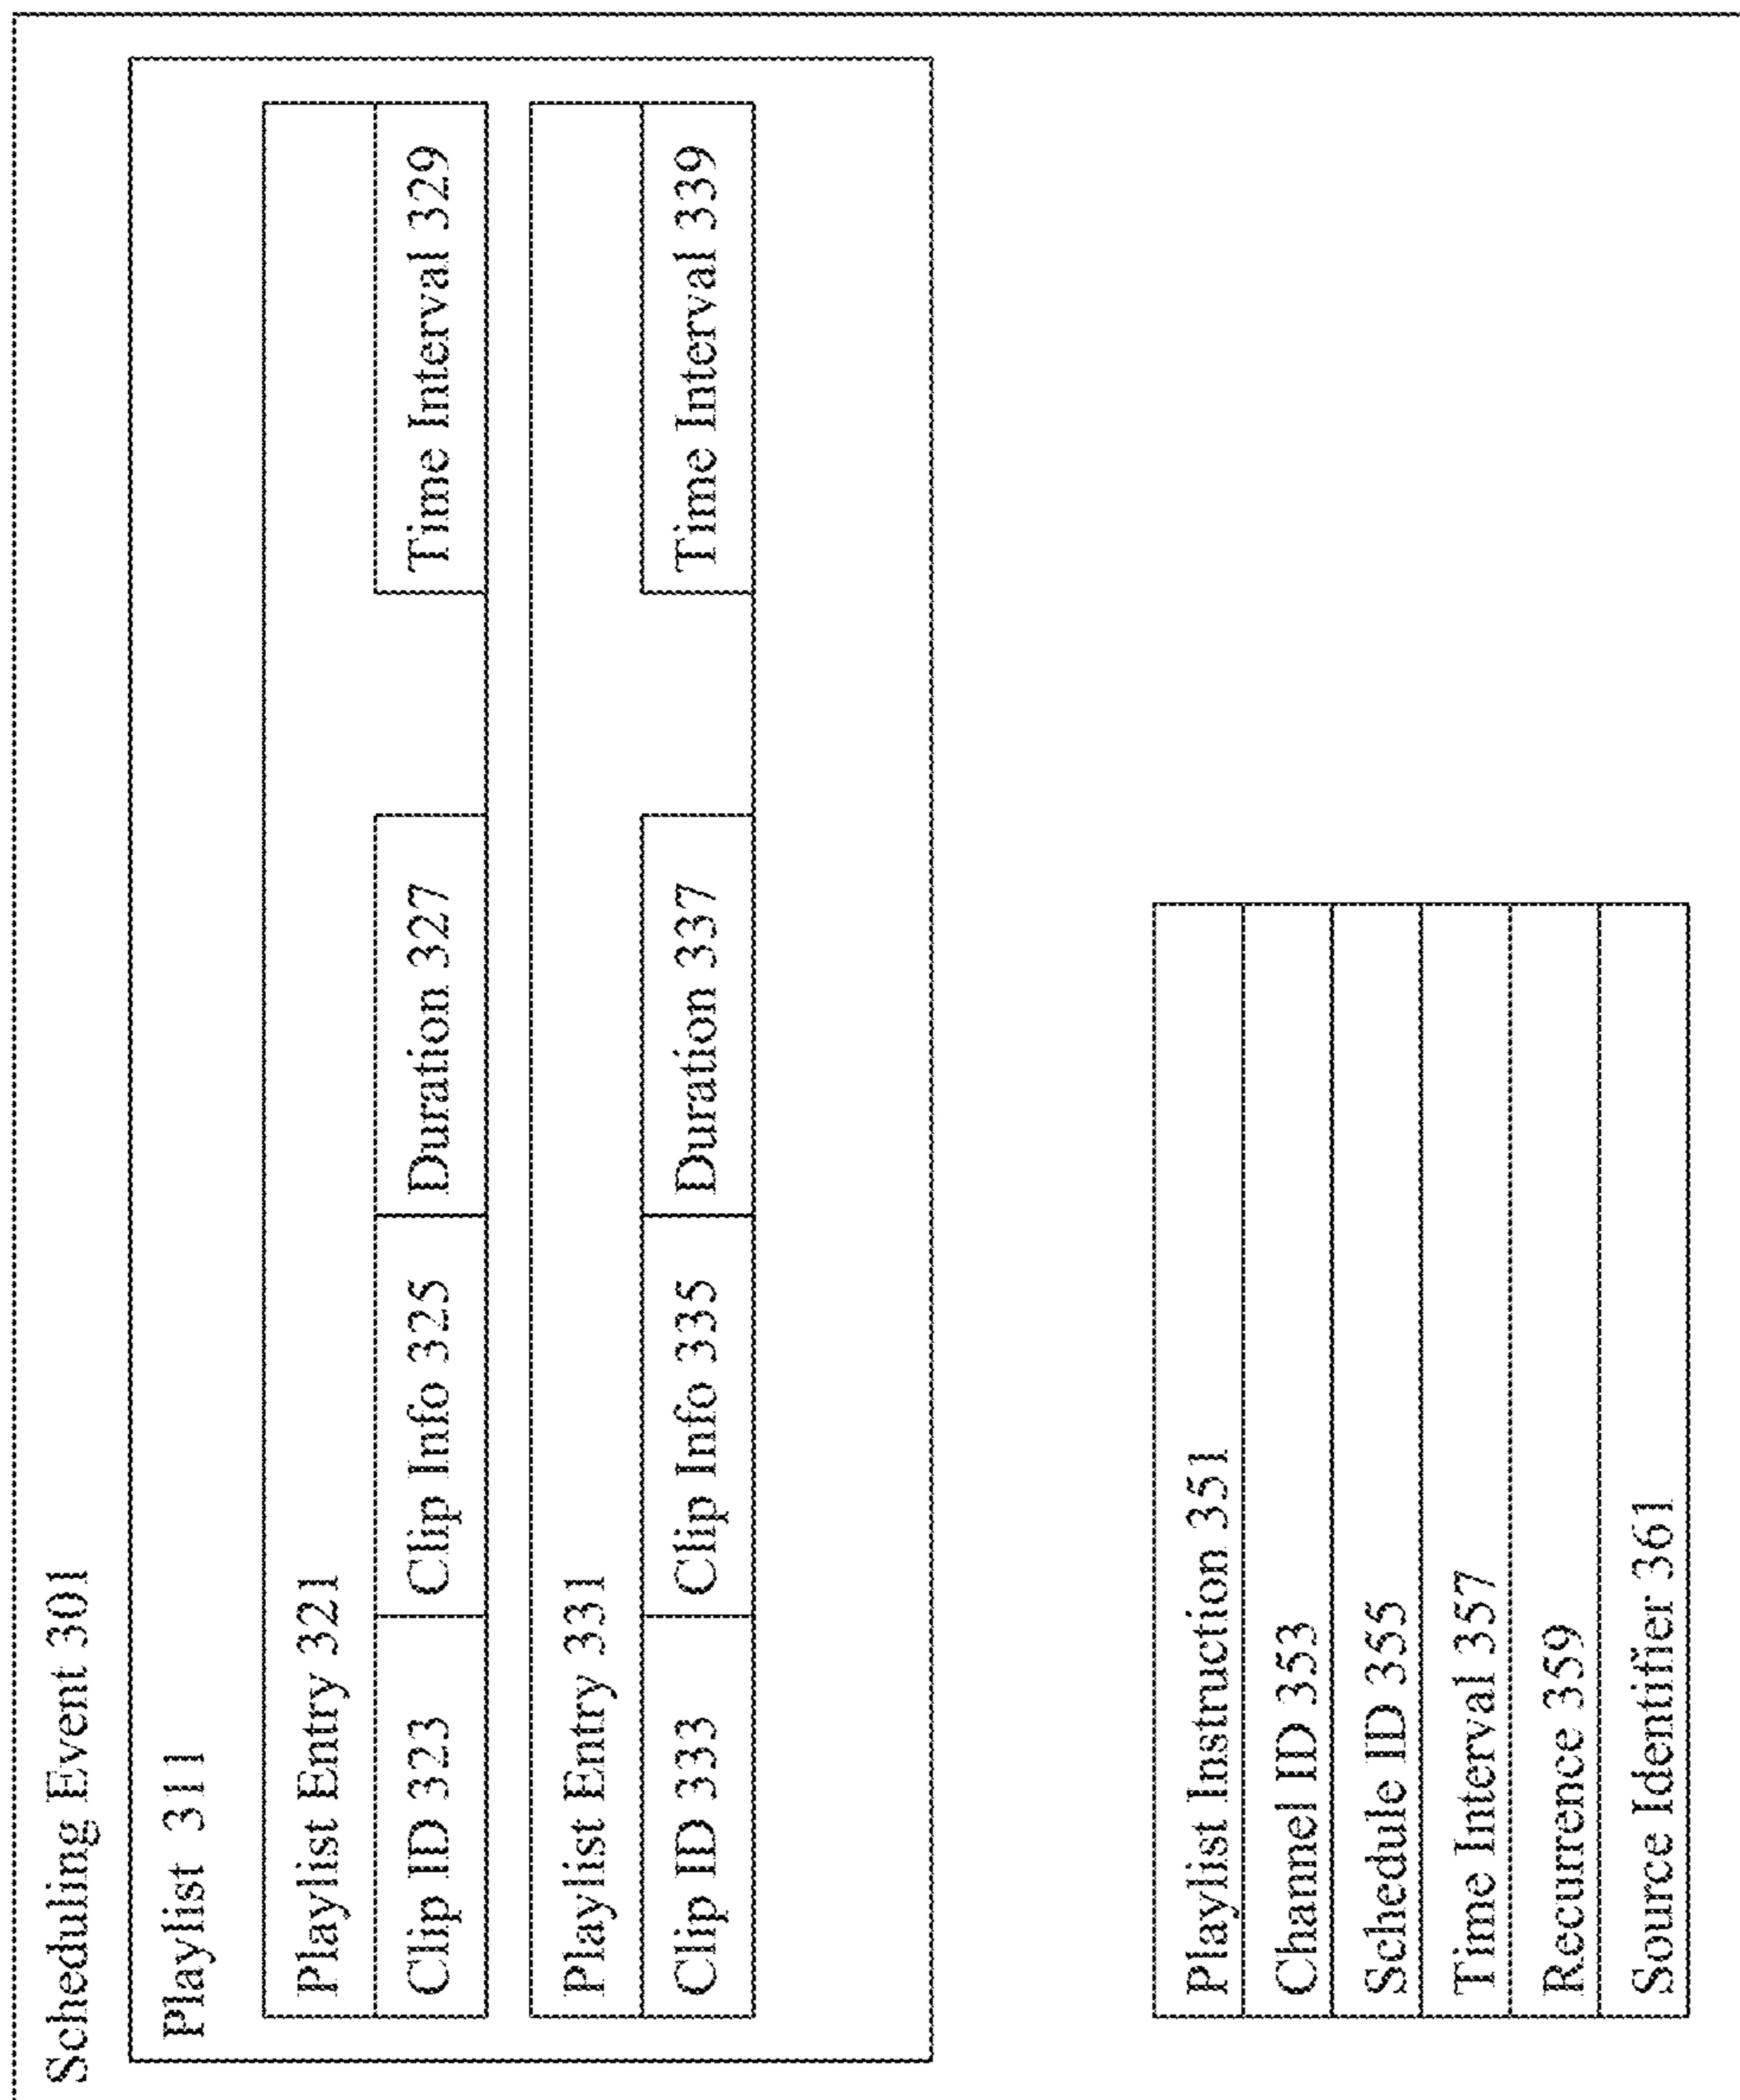 Scheduling Event 301
Playlist 311
Playlist Entry 321
Clip ID 323
Clip Info 325
Duration 327
Time Interval 329
Playlist Entry 331
Clip ID 333
Clip Info 335
Duration 337
Time Interval 339
Playlist Instruction 351
Channel ID 353
Schedule ID 355
Time Interval 357
Recurrence 359
Source Identifier 361